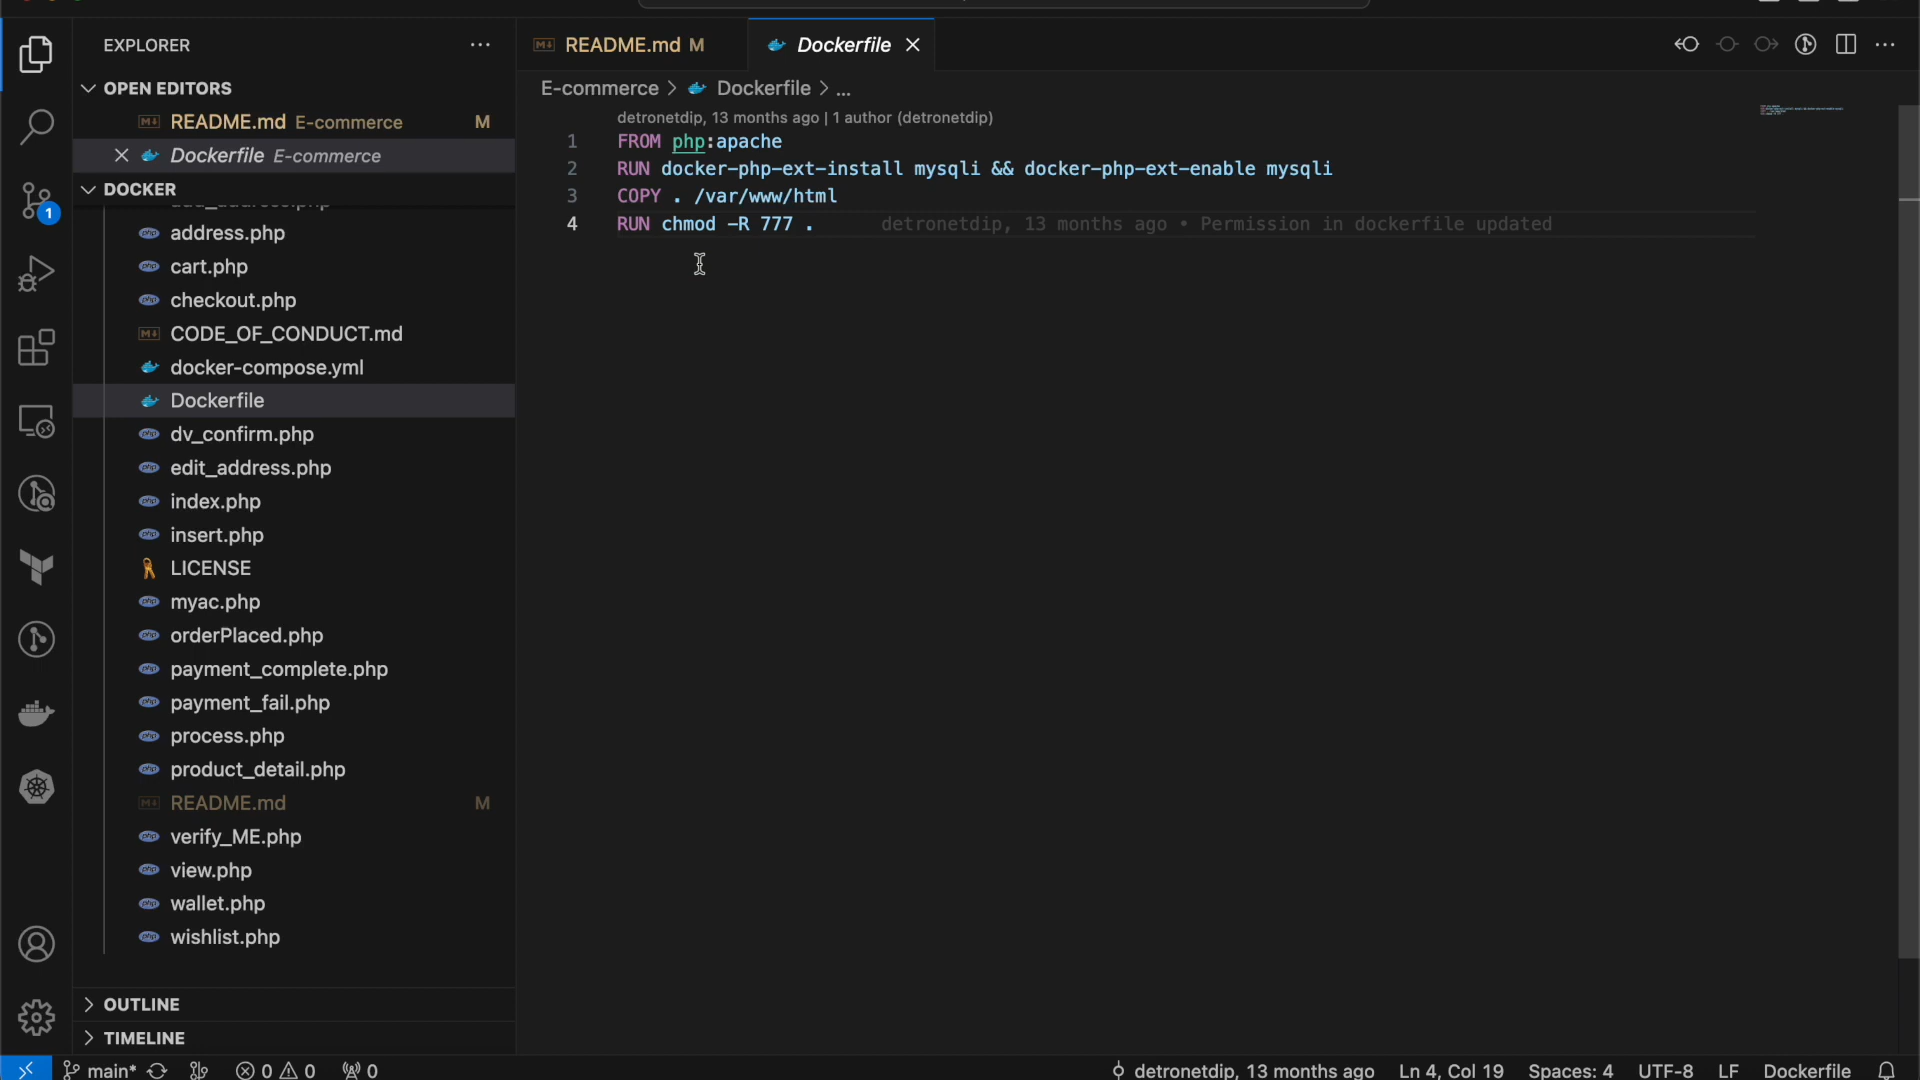 EXPLORER
README.md M
Dockerfile
OPEN EDITORS
README.md E-commerce M
Dockerfile E-commerce
DOCKER
address.php
cart.php
checkout.php
CODE_OF_CONDUCT.md
docker-compose.yml
Dockerfile
dv_confirm.php
edit_address.php
index.php
insert.php
LICENSE
myac.php
orderPlaced.php
payment_complete.php
payment_fail.php
process.php
product_detail.php
README.md M
verify_ME.php
view.php
wallet.php
wishlist.php
OUTLINE
TIMELINE
1
E-commerce > Dockerfile > ...
detronetdip, 13 months ago | 1 author (detronetdip)
1 FROM php:apache
2 RUN docker-php-ext-install mysqli && docker-php-ext-enable mysqli
3 COPY . /var/www/html
4 RUN chmod -R 777 . detronetdip, 13 months ago • Permission in dockerfile updated
main* 0 0 0 detronetdip, 13 months ago Ln 4, Col 19 Spaces: 4 UTF-8 LF Dockerfile